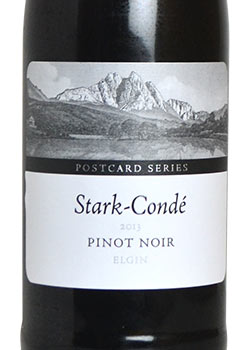 POSTCARD SERIES
Stark-Condé
2013
PINOT NOIR
ELGIN